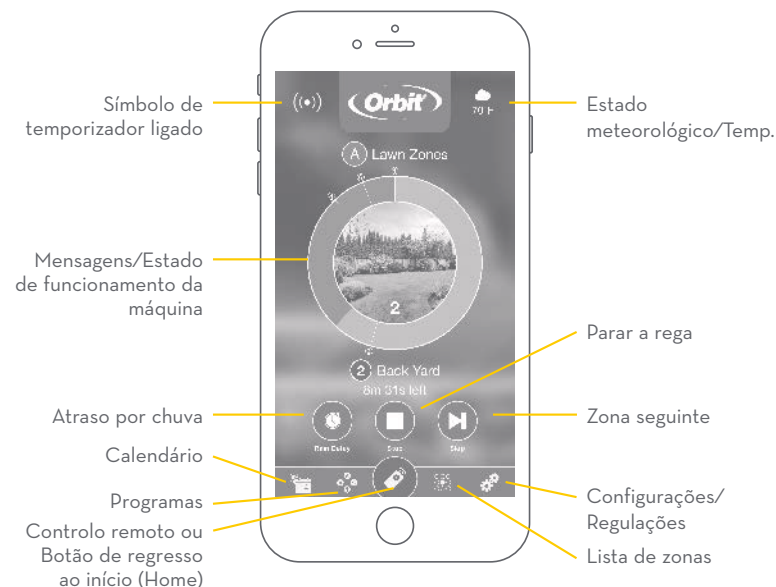 Símbolo de
temporizador ligado
Orbit
79° F
Estado
meteorológico/Temp.
A Lawn Zones
Mensagens/Estado
de funcionamento da
máquina
2
2 Back Yard
8m 31s left
Parar a rega
Atraso por chuva
Rain Delay
Stop
Skip
Zona seguinte
Calendário
Programas
Controlo remoto ou
Botão de regresso
ao início (Home)
Configurações/
Regulações
Lista de zonas